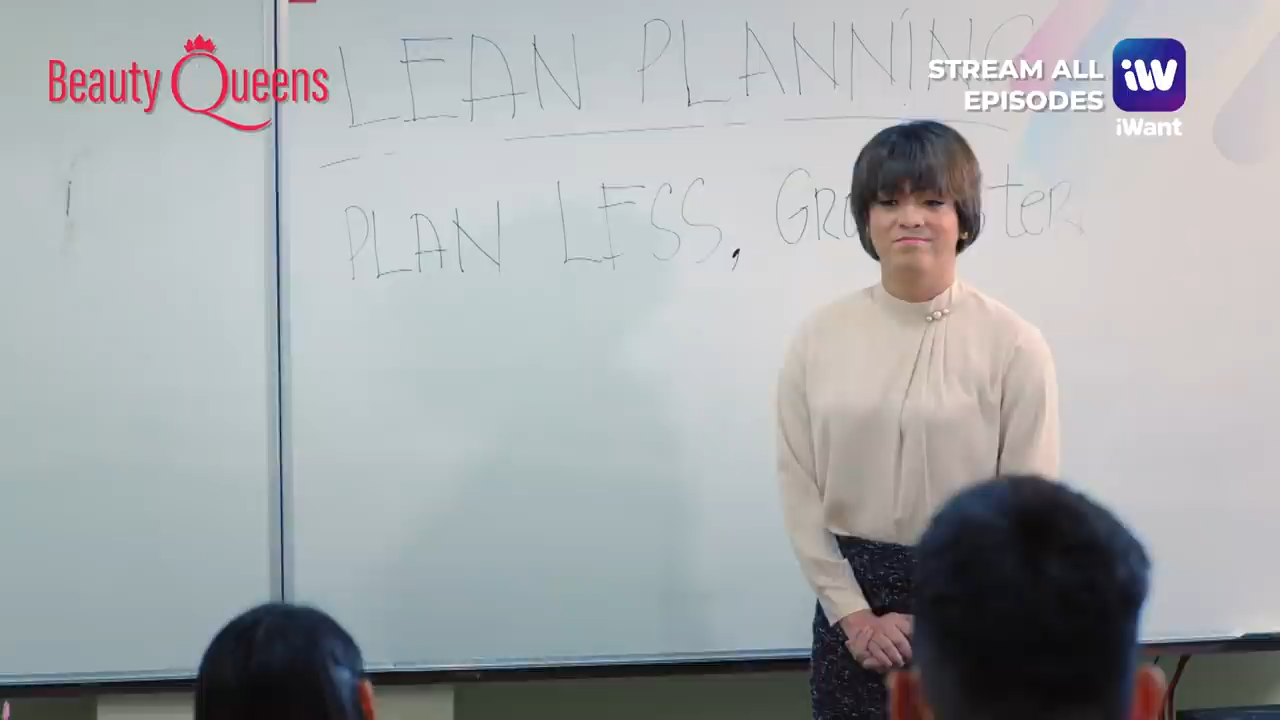 Beauty Queens
STREAM ALL
EPISODES
iW
iWant
LEAN PLANNING
PLAN LESS,